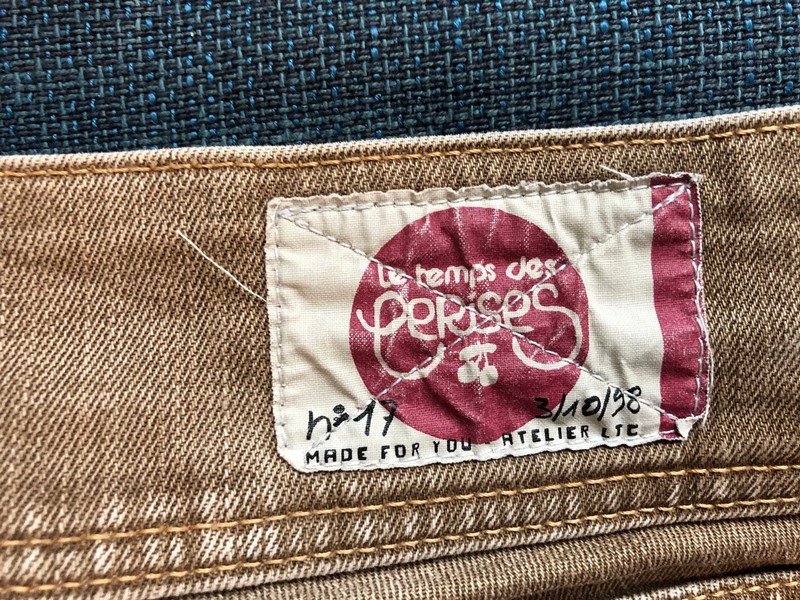 Le temps des
CeRiSeS
n° 17 3/10/98
MADE FOR YOU - ATELIER LTC